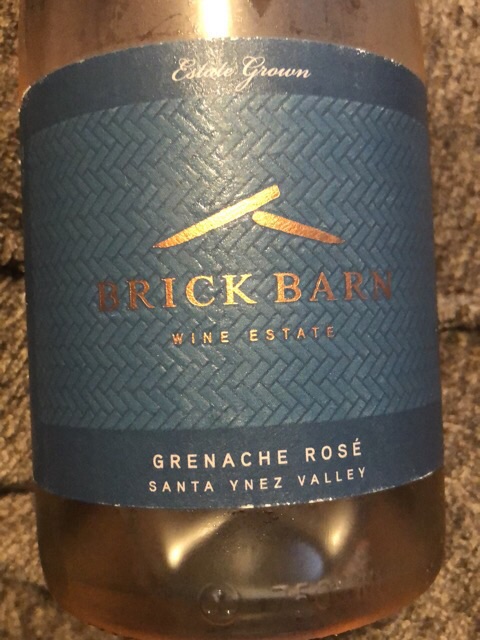 Estate Grown
BRICK BARN
WINE ESTATE
GRENACHE ROSÉ
SANTA YNEZ VALLEY